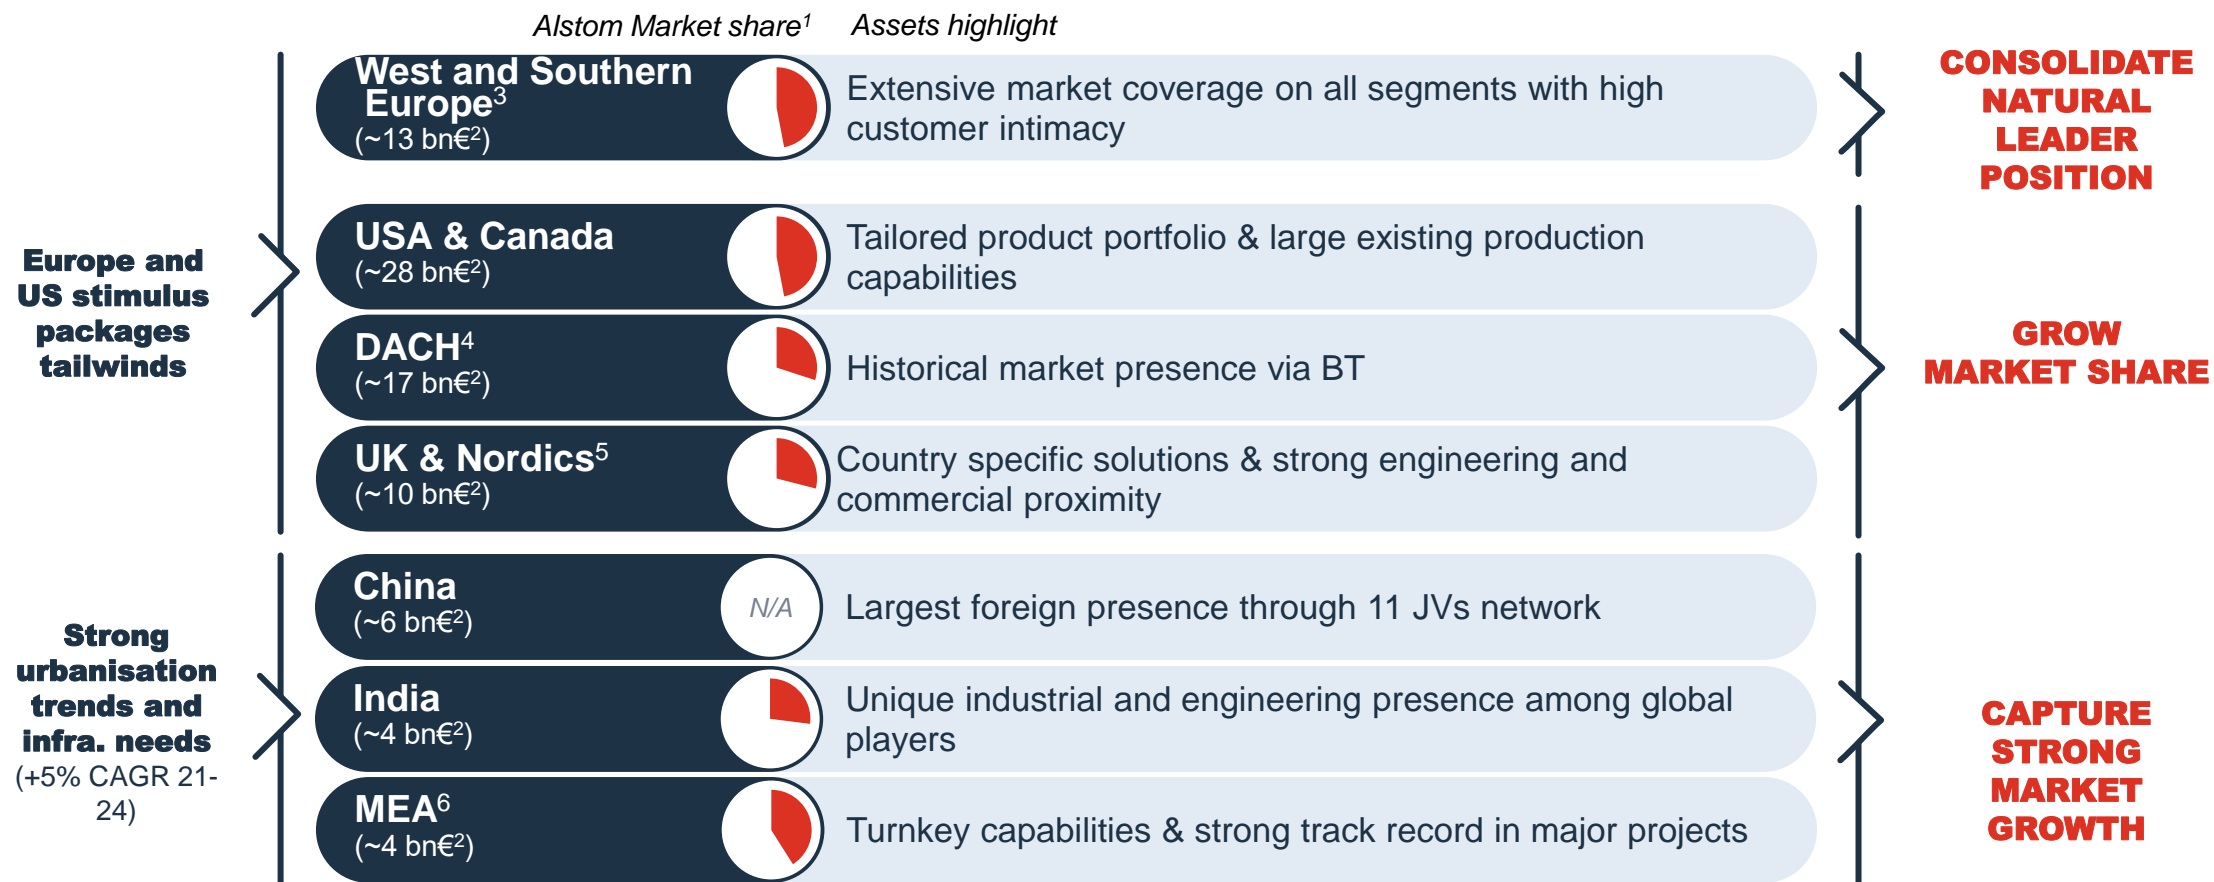 Alstom Market share1
Assets highlight
West and Southern
Europe3
(~13 bn€2)
Extensive market coverage on all segments with high
customer intimacy
CONSOLIDATE
NATURAL
LEADER
POSITION
Europe and
US stimulus
packages
tailwinds
USA & Canada
(~28 bn€2)
Tailored product portfolio & large existing production
capabilities
DACH4
(~17 bn€2)
Historical market presence via BT
UK & Nordics5
(~10 bn€2)
Country specific solutions & strong engineering and
commercial proximity
GROW
MARKET SHARE
Strong
urbanisation
trends and
infra. needs
(+5% CAGR 21-
24)
China
(~6 bn€2)
N/A
Largest foreign presence through 11 JVs network
India
(~4 bn€2)
Unique industrial and engineering presence among global
players
MEA6
(~4 bn€2)
Turnkey capabilities & strong track record in major projects
CAPTURE
STRONG
MARKET
GROWTH